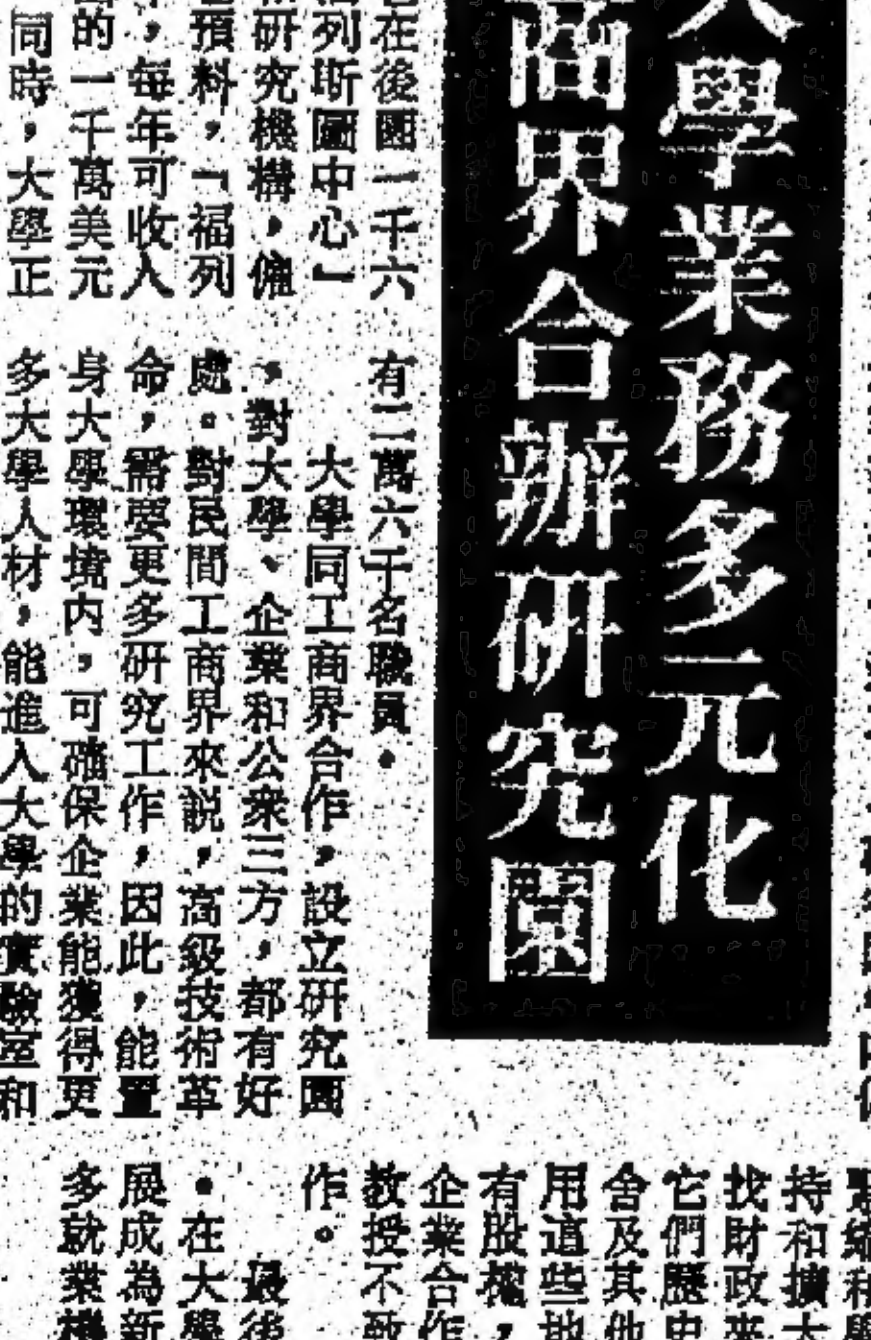 大學業務多元化
商界合辦研究園
在後園一千六
列斯園中心」
研究機構，僱
預料，「福列
，每年可收入
的一千萬美元
同時，大學正
有二萬六千名職員。
大學同工商界合作，設立研究園
，對大學、企業和公衆三方，都有好
處。對民間工商界來説，高級技術革
命，需要更多研究工作，因此，能置
身大學環境内，可確保企業能獲得更
多大學人材，能進入大學的實驗室和
持和擴大
找財政來
它們歷史
舍及其他
用這些地
有股權，
企業合作
教授不致
作。
最後
。在大學
展成為新
多就業機